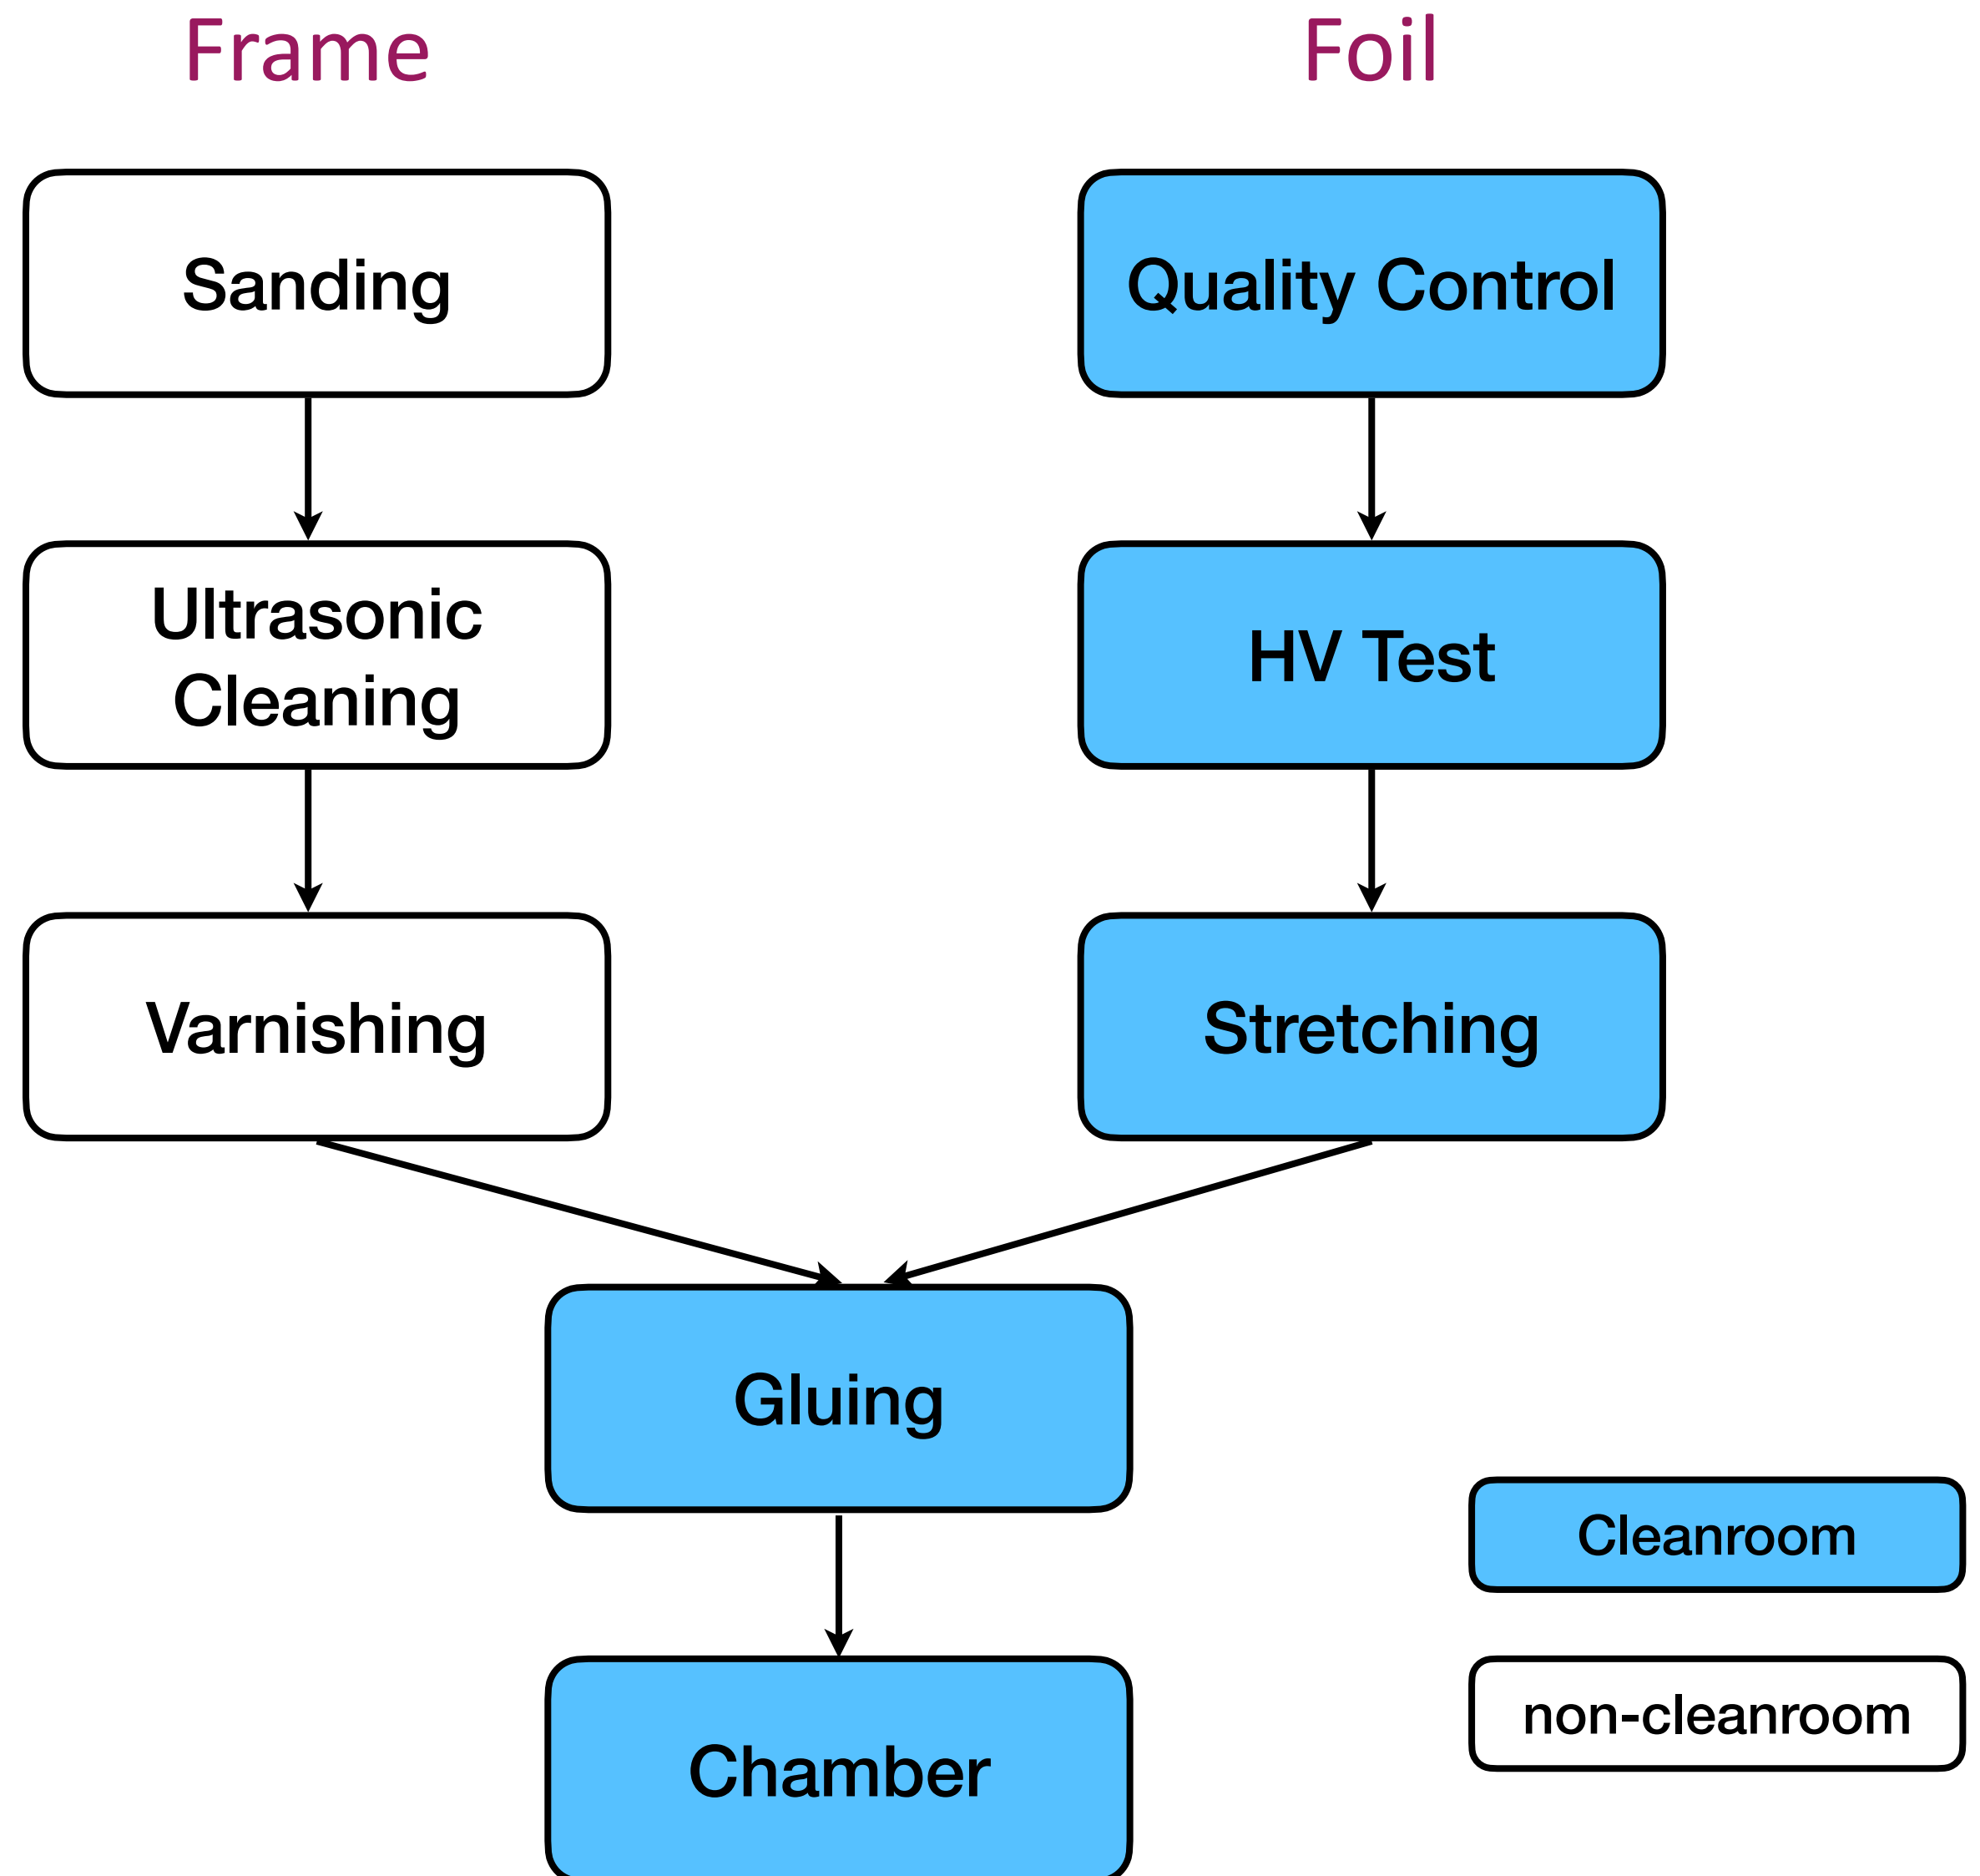 Frame
Foil
Sanding
Quality Control
Ultrasonic
Cleaning
HV Test
Varnishing
Stretching
Gluing
Cleanroom
non-cleanroom
Chamber